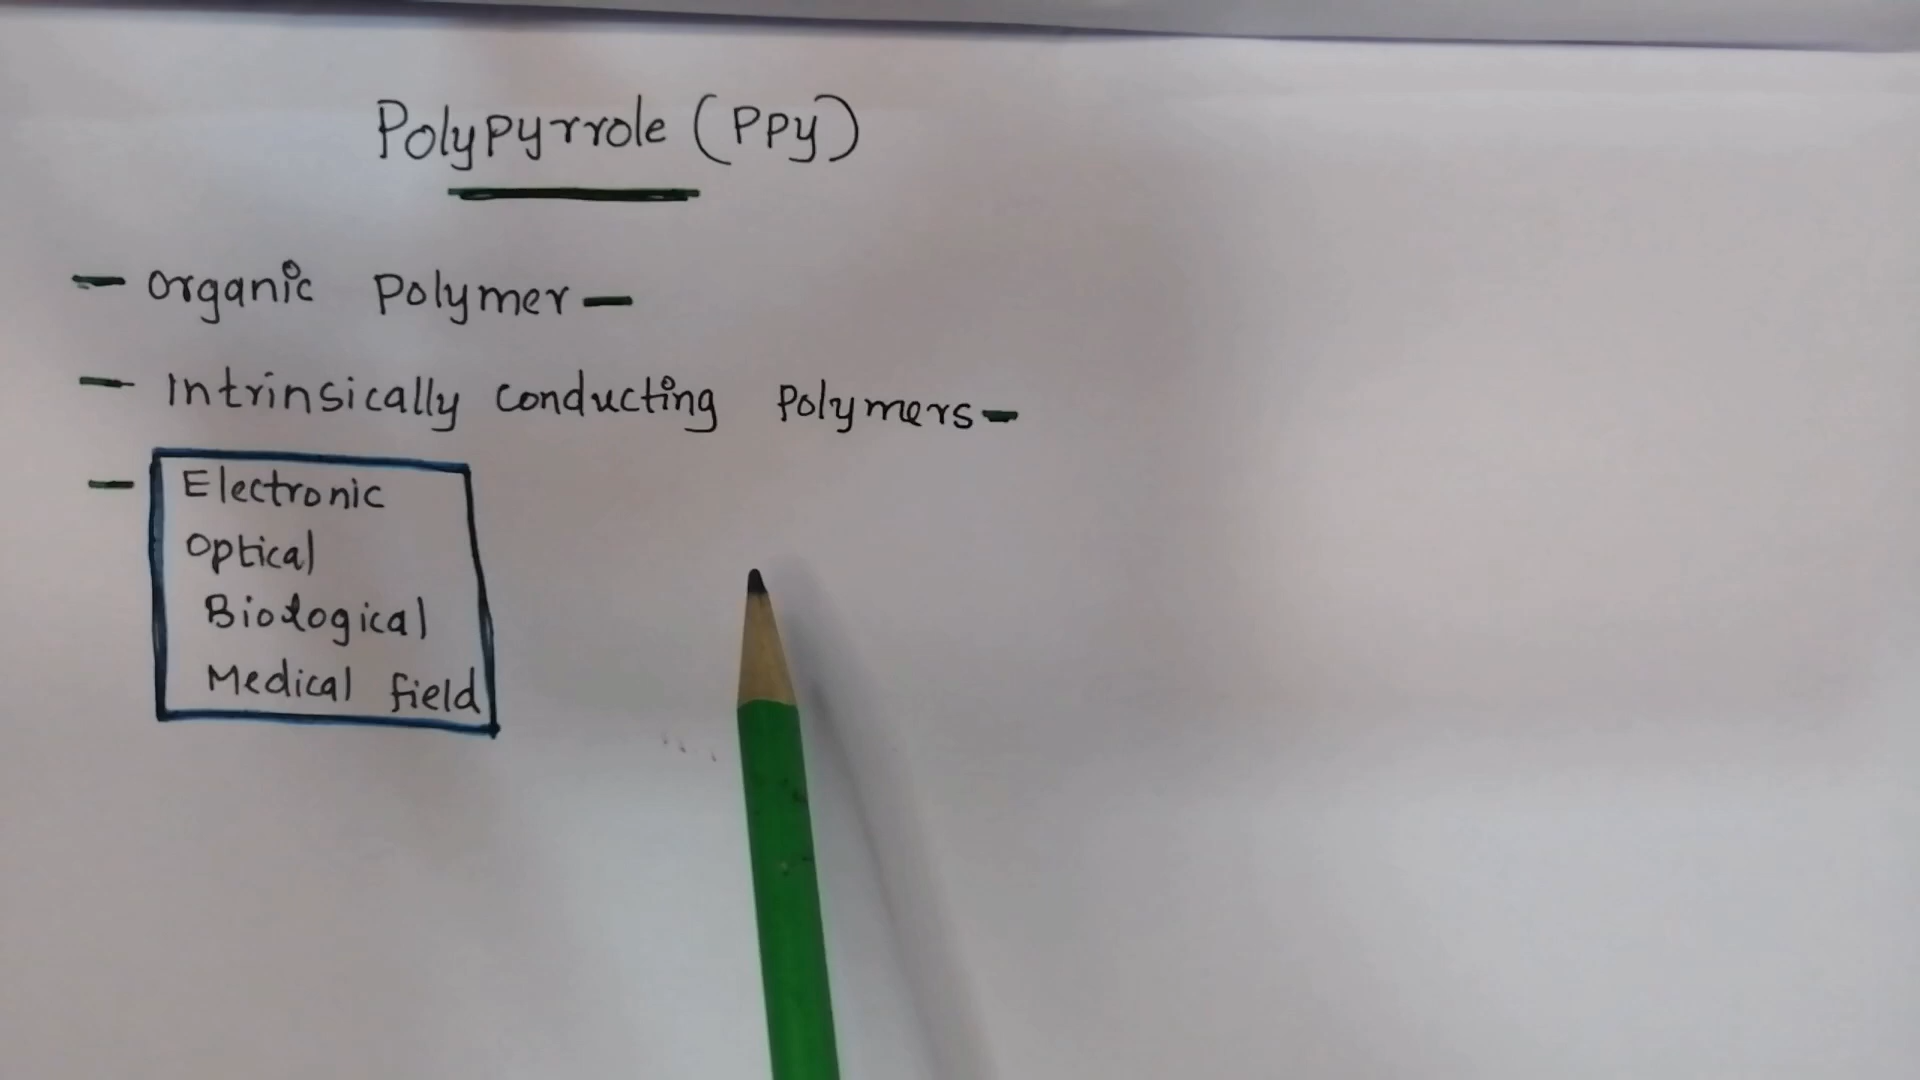 Polypyrrole (PPy)
- Organic Polymer -
- Intrinsically conducting Polymers -
- Electronic
Optical
Biological
Medical field